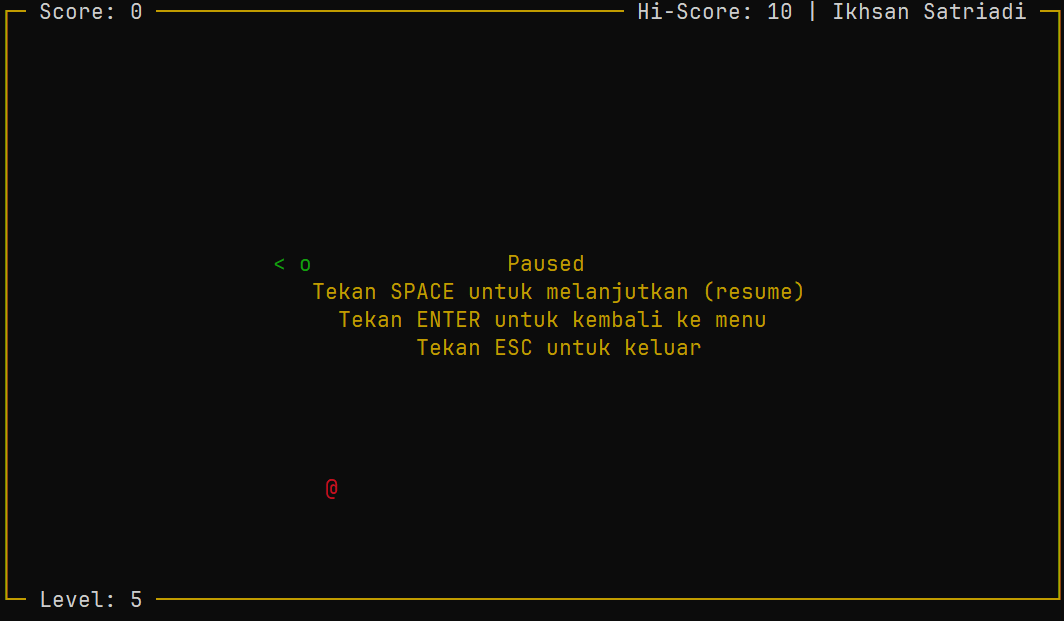 Score: 0 Hi-Score: 10 | Ikhsan Satriadi
< o Paused
Tekan SPACE untuk melanjutkan (resume)
Tekan ENTER untuk kembali ke menu
Tekan ESC untuk keluar
@
Level: 5